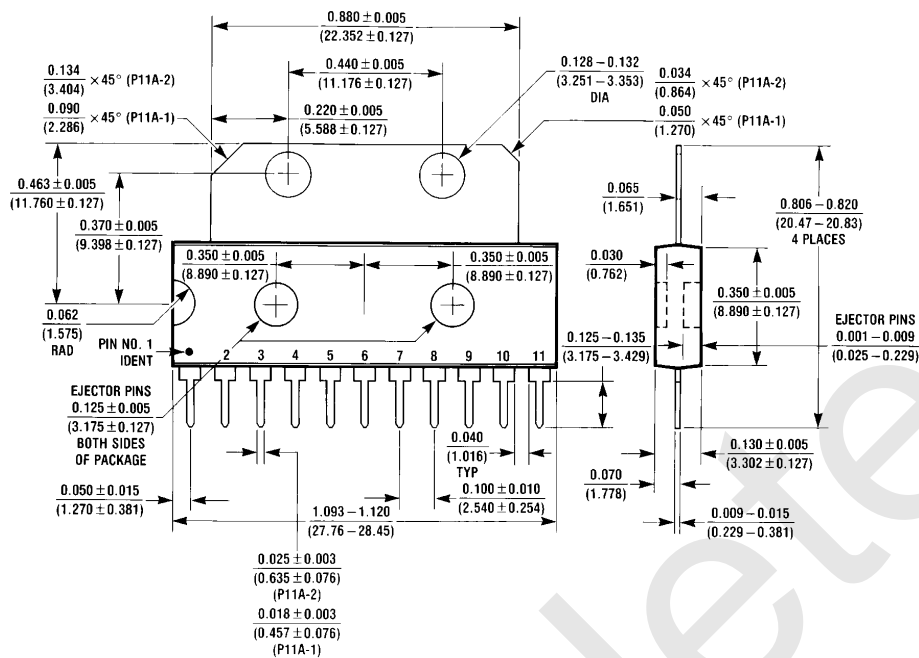 0.880 ± 0.005
(22.352 ± 0.127)
0.134
(3.404) × 45° (P11A-2)
0.090
(2.286) × 45° (P11A-1)
0.440 ± 0.005
(11.176 ± 0.127)
0.220 ± 0.005
(5.588 ± 0.127)
0.128 – 0.132
(3.251 – 3.353)
DIA
0.034
(0.864) × 45° (P11A-2)
0.050
(1.270) × 45° (P11A-1)
0.463 ± 0.005
(11.760 ± 0.127)
0.370 ± 0.005
(9.398 ± 0.127)
0.065
(1.651)
0.806 – 0.820
(20.47 – 20.83)
4 PLACES
0.350 ± 0.005
(8.890 ± 0.127)
0.350 ± 0.005
(8.890 ± 0.127)
0.030
(0.762)
0.350 ± 0.005
(8.890 ± 0.127)
0.062
(1.575)
RAD
PIN NO. 1
IDENT
2 3 4 5 6 7 8 9 10 11
0.125 – 0.135
(3.175 – 3.429)
EJECTOR PINS
0.001 – 0.009
(0.025 – 0.229)
EJECTOR PINS
0.125 ± 0.005
(3.175 ± 0.127)
BOTH SIDES
OF PACKAGE
0.040
(1.016)
TYP
0.130 ± 0.005
(3.302 ± 0.127)
0.070
(1.778)
0.050 ± 0.015
(1.270 ± 0.381)
0.100 ± 0.010
(2.540 ± 0.254)
1.093 – 1.120
(27.76 – 28.45)
0.009 – 0.015
(0.229 – 0.381)
0.025 ± 0.003
(0.635 ± 0.076)
(P11A-2)
0.018 ± 0.003
(0.457 ± 0.076)
(P11A-1)
lete